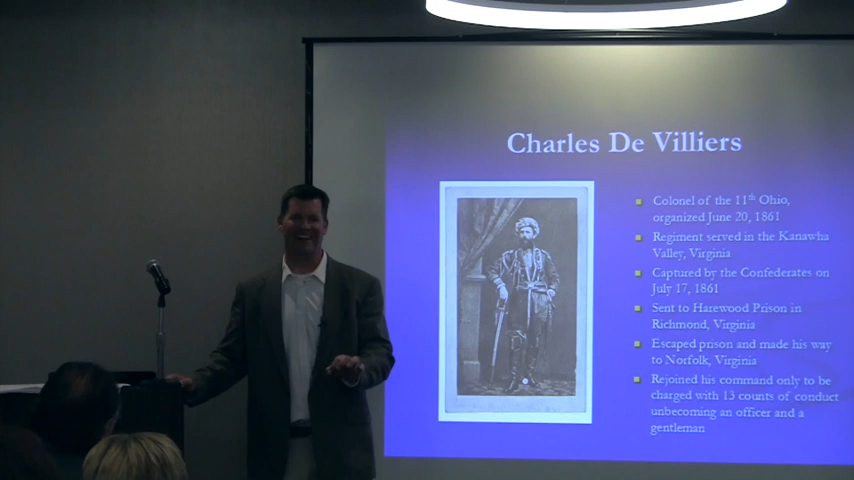 Charles De Villiers
Colonel of the 11th Ohio,
organized June 20, 1861
Regiment served in the Kanawha
Valley, Virginia
Captured by the Confederates on
July 17, 1861
Sent to Harewood Prison in
Richmond, Virginia
Escaped prison and made his way
to Norfolk, Virginia
Rejoined his command only to be
charged with 13 counts of conduct
unbecoming an officer and a
gentleman